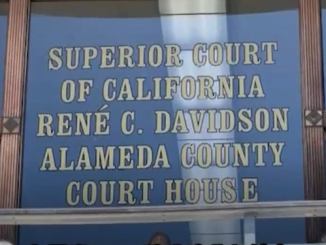 SUPERIOR COURT
OF CALIFORNIA
RENÉ C. DAVIDSON
ALAMEDA COUNTY
COURT HOUSE